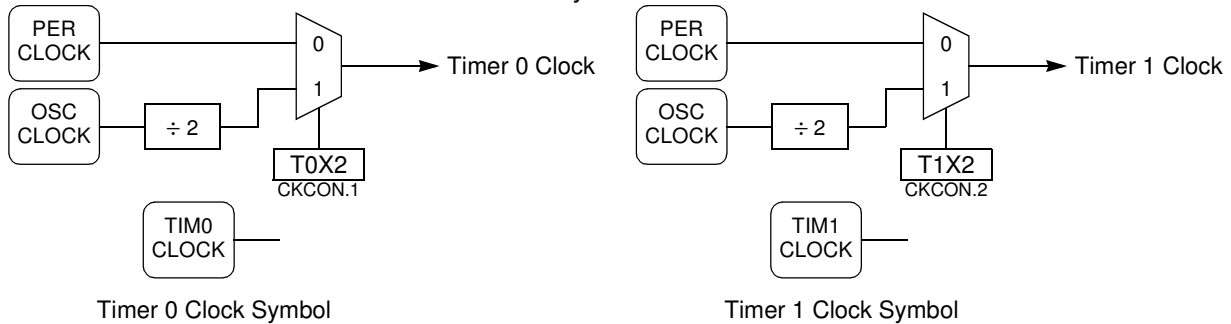 PER
CLOCK
0
Timer 0 Clock
1
OSC
CLOCK
÷ 2
T0X2
CKCON.1
TIM0
CLOCK
Timer 0 Clock Symbol
PER
CLOCK
0
Timer 1 Clock
1
OSC
CLOCK
÷ 2
T1X2
CKCON.2
TIM1
CLOCK
Timer 1 Clock Symbol